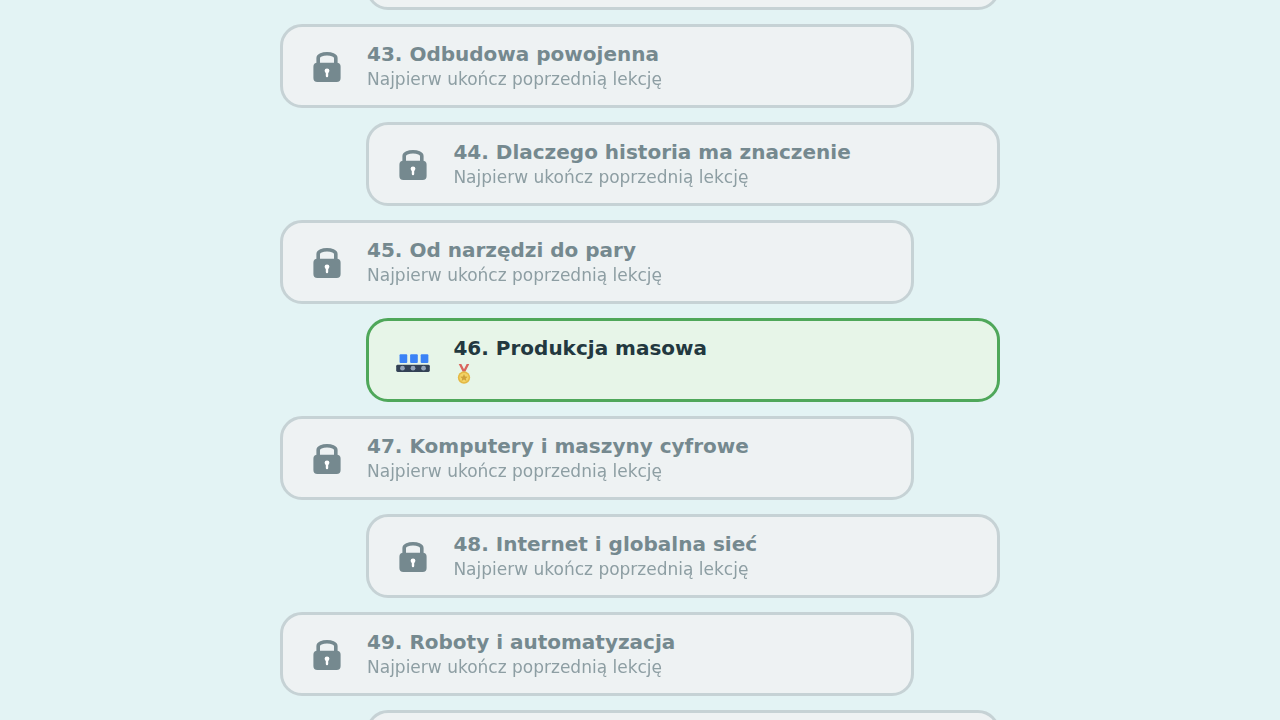 43. Odbudowa powojenna
Najpierw ukończ poprzednią lekcję
44. Dlaczego historia ma znaczenie
Najpierw ukończ poprzednią lekcję
45. Od narzędzi do pary
Najpierw ukończ poprzednią lekcję
46. Produkcja masowa
47. Komputery i maszyny cyfrowe
Najpierw ukończ poprzednią lekcję
48. Internet i globalna sieć
Najpierw ukończ poprzednią lekcję
49. Roboty i automatyzacja
Najpierw ukończ poprzednią lekcję